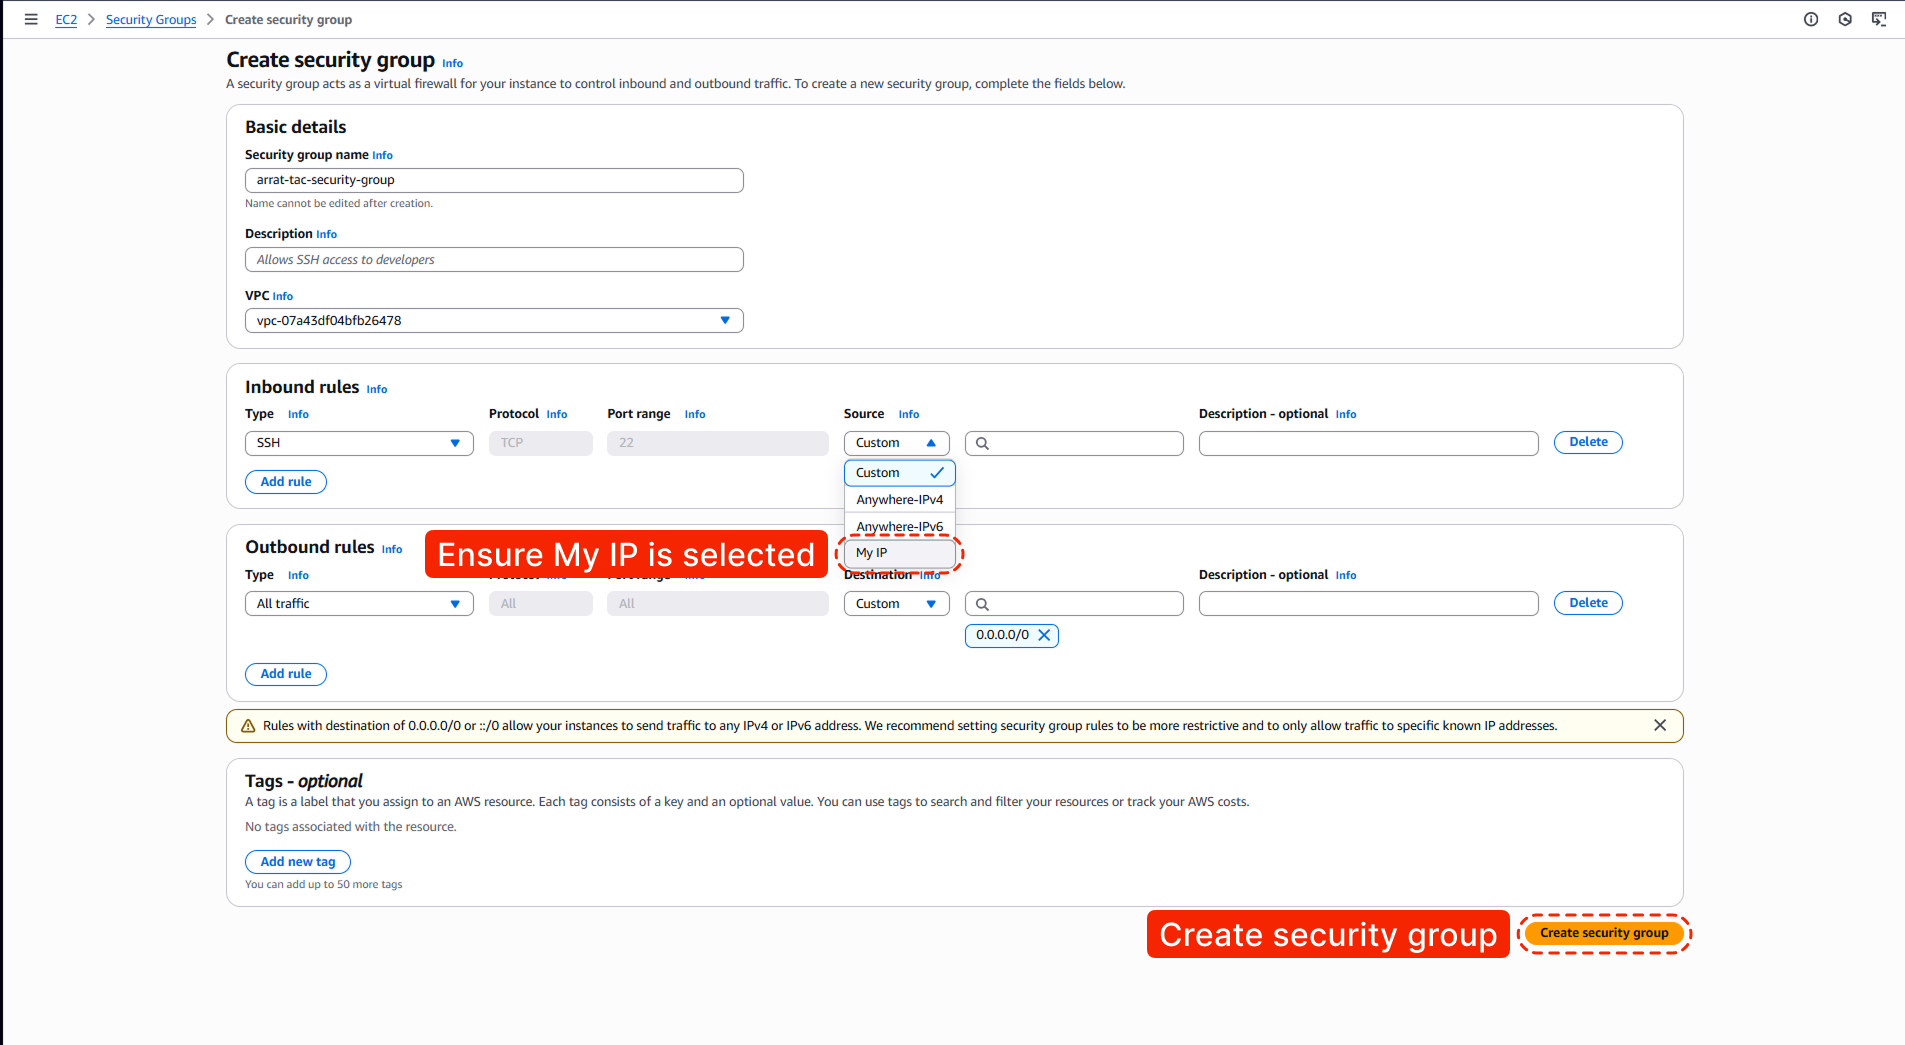 EC2 > Security Groups > Create security group
Create security group Info
A security group acts as a virtual firewall for your instance to control inbound and outbound traffic. To create a new security group, complete the fields below.
Basic details
Security group name Info
arrat-tac-security-group
Name cannot be edited after creation.
Description Info
Allows SSH access to developers
VPC Info
vpc-07a43df04bfb26478
Inbound rules Info
Type Info Protocol Info Port range Info Source Info Description - optional Info
SSH TCP 22 Custom Delete
Custom
Add rule
Anywhere-IPv4
Anywhere-IPv6
My IP
Ensure My IP is selected
Outbound rules Info
Type Info Protocol Info Port range Info Destination Info Description - optional Info
All traffic All All Custom Delete
0.0.0.0/0
Add rule
Rules with destination of 0.0.0.0/0 or ::/0 allow your instances to send traffic to any IPv4 or IPv6 address. We recommend setting security group rules to be more restrictive and to only allow traffic to specific known IP addresses.
Tags - optional
A tag is a label that you assign to an AWS resource. Each tag consists of a key and an optional value. You can use tags to search and filter your resources or track your AWS costs.
No tags associated with the resource.
Add new tag
You can add up to 50 more tags
Create security group Create security group